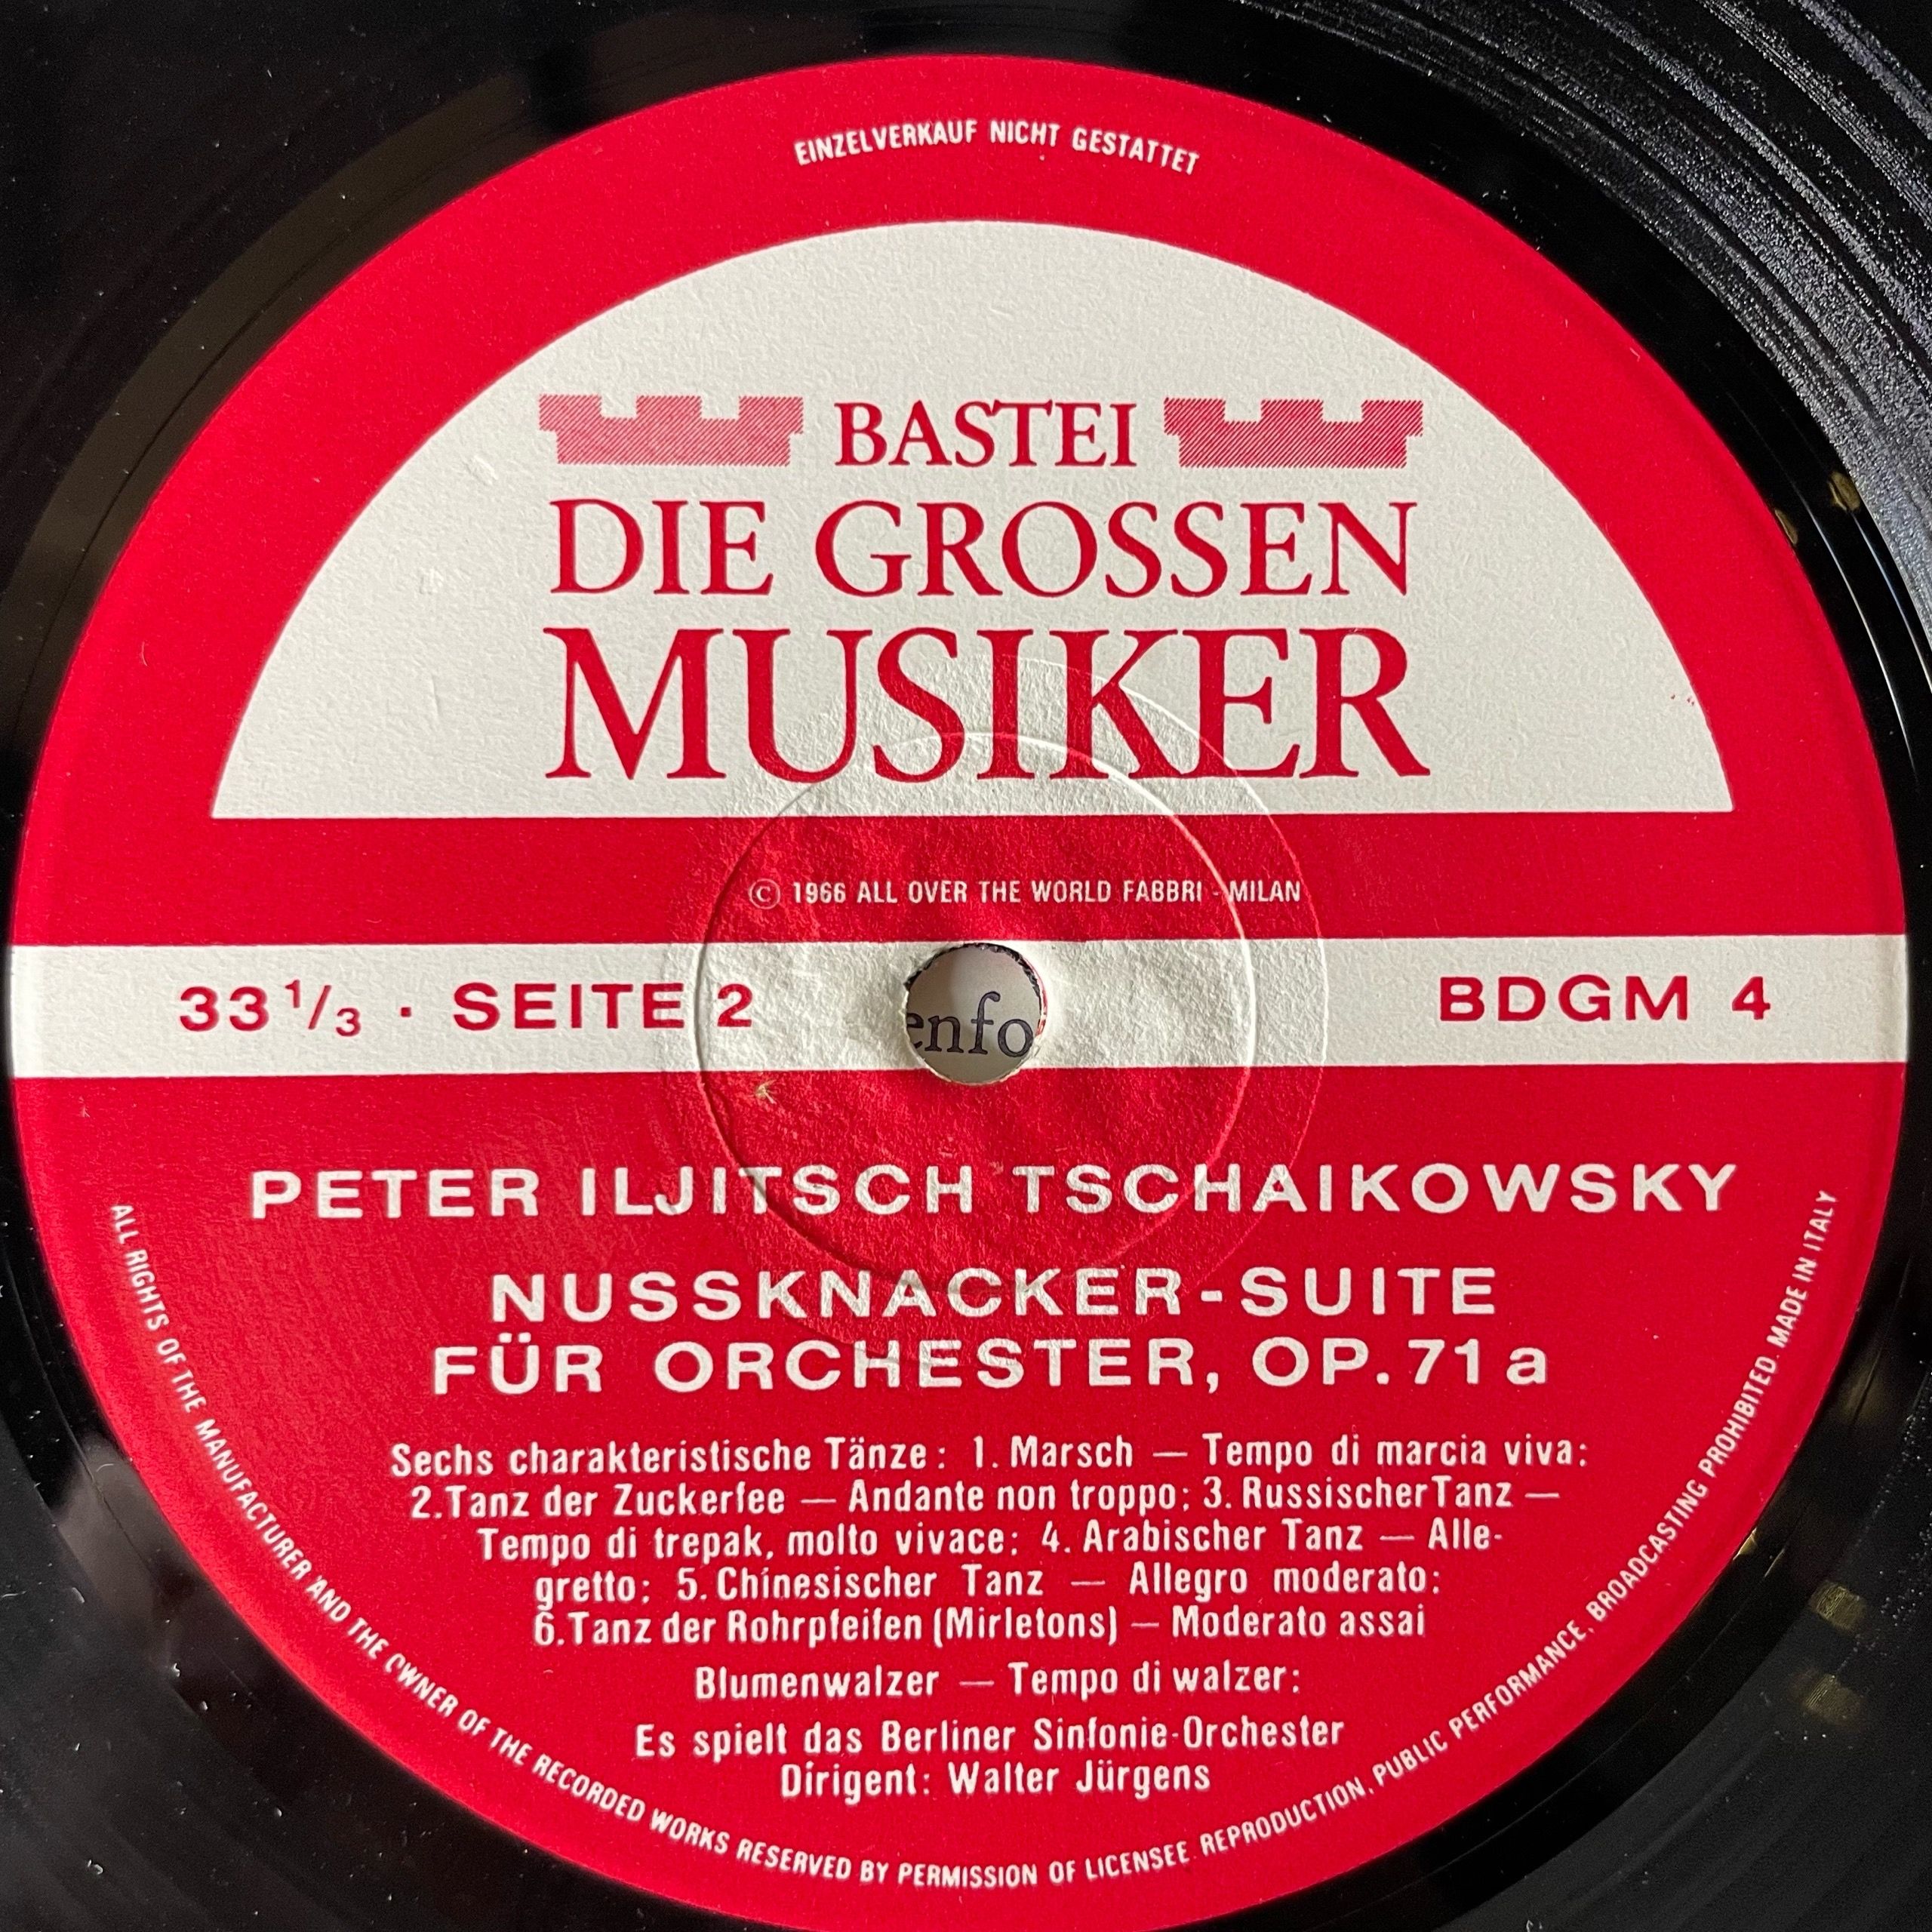 EINZELVERKAUF NICHT GESTATTET
BASTEI
DIE GROSSEN
MUSIKER
© 1966 ALL OVER THE WORLD FABBRI - MILAN
33 1/3 · SEITE 2
BDGM 4
enfo
PETER ILJITSCH TSCHAIKOWSKY
NUSSKNACKER-SUITE
FÜR ORCHESTER, OP. 71 a
Sechs charakteristische Tänze: 1. Marsch — Tempo di marcia viva;
2. Tanz der Zuckerfee — Andante non troppo; 3. Russischer Tanz —
Tempo di trepak, molto vivace; 4. Arabischer Tanz — Alle-
gretto; 5. Chinesischer Tanz — Allegro moderato;
6. Tanz der Rohrpfeifen (Mirletons) — Moderato assai
Blumenwalzer — Tempo di walzer;
Es spielt das Berliner Sinfonie-Orchester
Dirigent: Walter Jürgens
ALL RIGHTS OF THE MANUFACTURER AND THE OWNER OF THE RECORDED WORKS RESERVED BY PERMISSION OF LICENSEE. REPRODUCTION, PUBLIC PERFORMANCE, BROADCASTING PROHIBITED. MADE IN ITALY